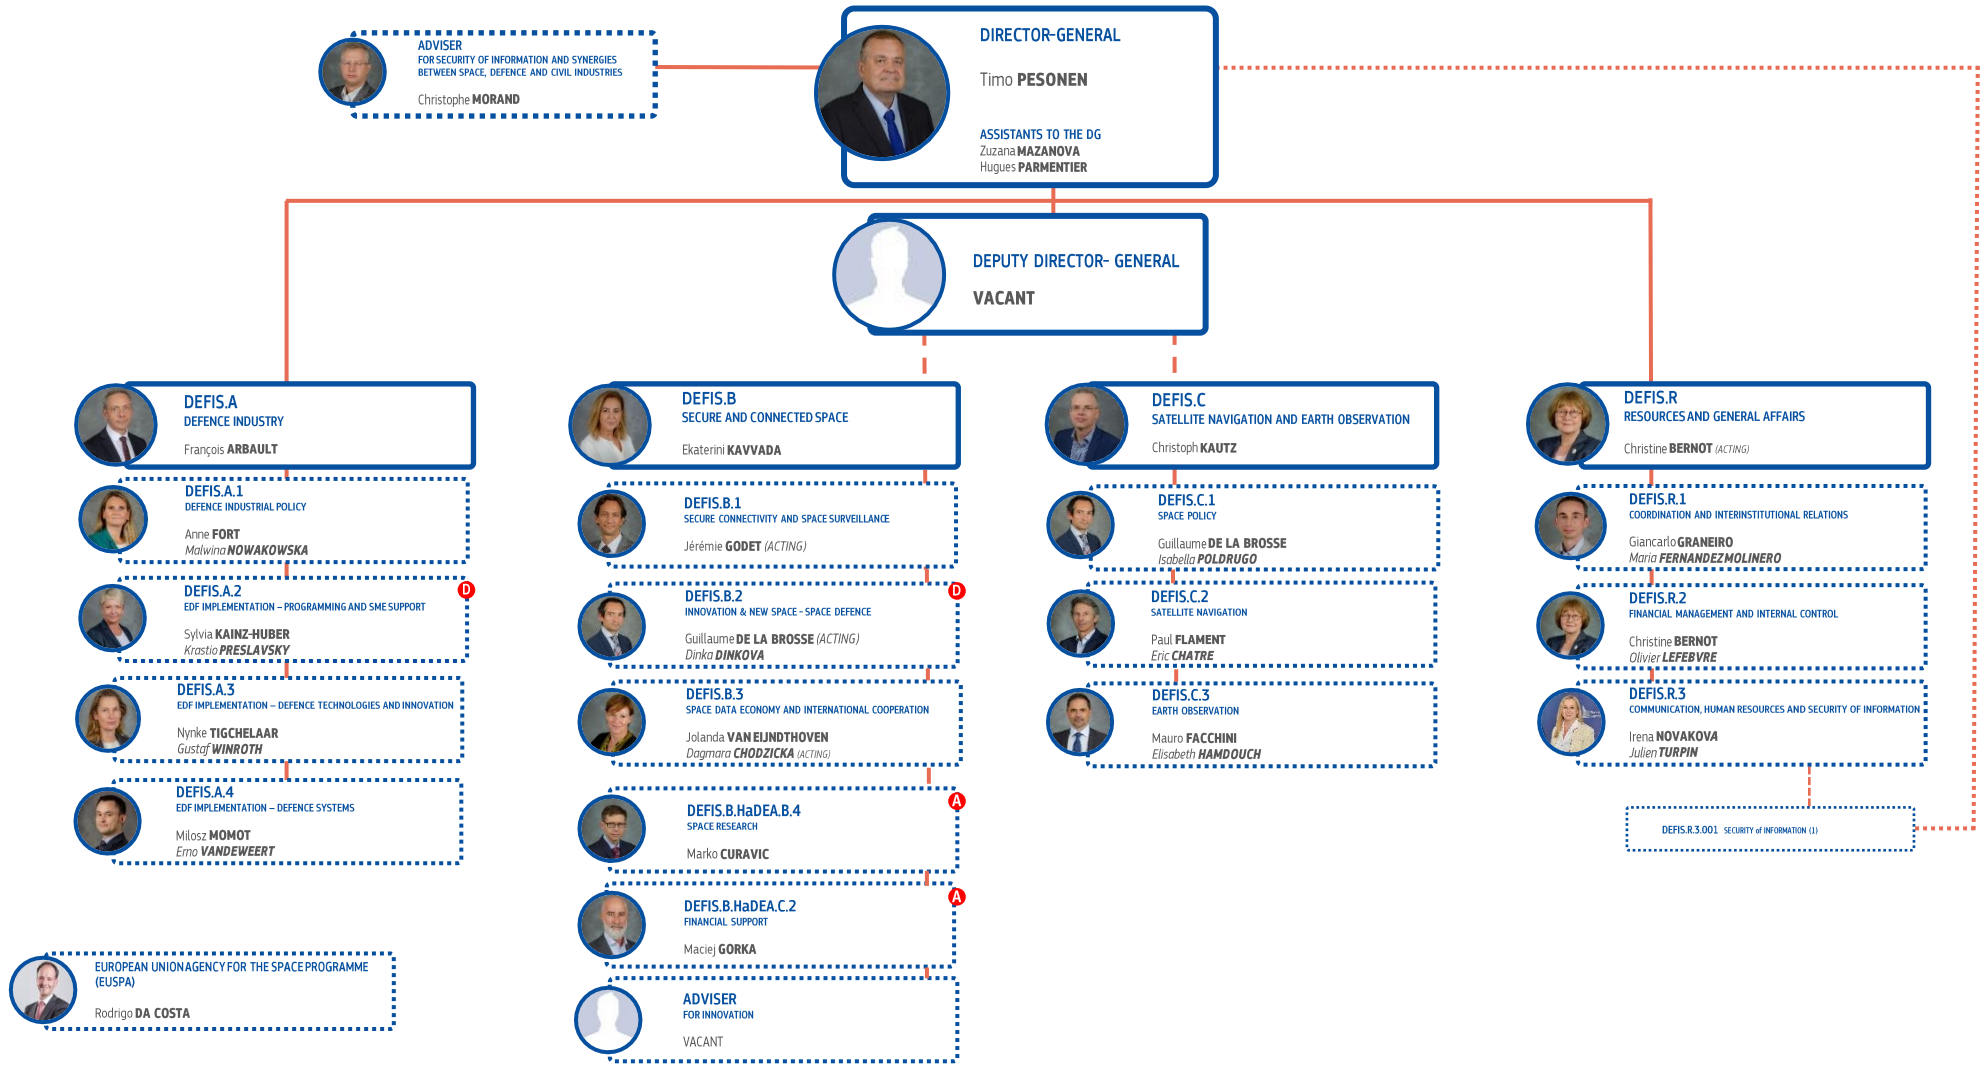 ADVISER
FOR SECURITY OF INFORMATION AND SYNERGIES
BETWEEN SPACE, DEFENCE AND CIVIL INDUSTRIES
Christophe MORAND
DIRECTOR-GENERAL
Timo PESONEN
ASSISTANTS TO THE DG
Zuzana MAZANOVA
Hugues PARMENTIER
DEPUTY DIRECTOR- GENERAL
VACANT
DEFIS.A
DEFENCE INDUSTRY
François ARBAULT
DEFIS.A.1
DEFENCE INDUSTRIAL POLICY
Anne FORT
Malwina NOWAKOWSKA
D
DEFIS.A.2
EDF IMPLEMENTATION – PROGRAMMING AND SME SUPPORT
Sylvia KAINZ-HUBER
Krastio PRESLAVSKY
DEFIS.A.3
EDF IMPLEMENTATION – DEFENCE TECHNOLOGIES AND INNOVATION
Nynke TIGCHELAAR
Gustaf WINROTH
DEFIS.A.4
EDF IMPLEMENTATION – DEFENCE SYSTEMS
Milosz MOMOT
Erno VANDEWEERT
EUROPEAN UNION AGENCY FOR THE SPACE PROGRAMME
(EUSPA)
Rodrigo DA COSTA
DEFIS.B
SECURE AND CONNECTED SPACE
Ekaterini KAVVADA
DEFIS.B.1
SECURE CONNECTIVITY AND SPACE SURVEILLANCE
Jérémie GODET (ACTING)
D
DEFIS.B.2
INNOVATION & NEW SPACE - SPACE DEFENCE
Guillaume DE LA BROSSE (ACTING)
Dinka DINKOVA
DEFIS.B.3
SPACE DATA ECONOMY AND INTERNATIONAL COOPERATION
Jolanda VAN EIJNDTHOVEN
Dagmara CHODZICKA (ACTING)
A
DEFIS.B.HaDEA.B.4
SPACE RESEARCH
Marko CURAVIC
A
DEFIS.B.HaDEA.C.2
FINANCIAL SUPPORT
Maciej GORKA
ADVISER
FOR INNOVATION
VACANT
DEFIS.C
SATELLITE NAVIGATION AND EARTH OBSERVATION
Christoph KAUTZ
DEFIS.C.1
SPACE POLICY
Guillaume DE LA BROSSE
Isabella POLDRUGO
DEFIS.C.2
SATELLITE NAVIGATION
Paul FLAMENT
Eric CHATRE
DEFIS.C.3
EARTH OBSERVATION
Mauro FACCHINI
Elisabeth HAMDOUCH
DEFIS.R
RESOURCES AND GENERAL AFFAIRS
Christine BERNOT (ACTING)
DEFIS.R.1
COORDINATION AND INTERINSTITUTIONAL RELATIONS
Giancarlo GRANEIRO
Maria FERNANDEZ MOLINERO
DEFIS.R.2
FINANCIAL MANAGEMENT AND INTERNAL CONTROL
Christine BERNOT
Olivier LEFEBVRE
DEFIS.R.3
COMMUNICATION, HUMAN RESOURCES AND SECURITY OF INFORMATION
Irena NOVAKOVA
Julien TURPIN
DEFIS.R.3.001 SECURITY of INFORMATION (1)